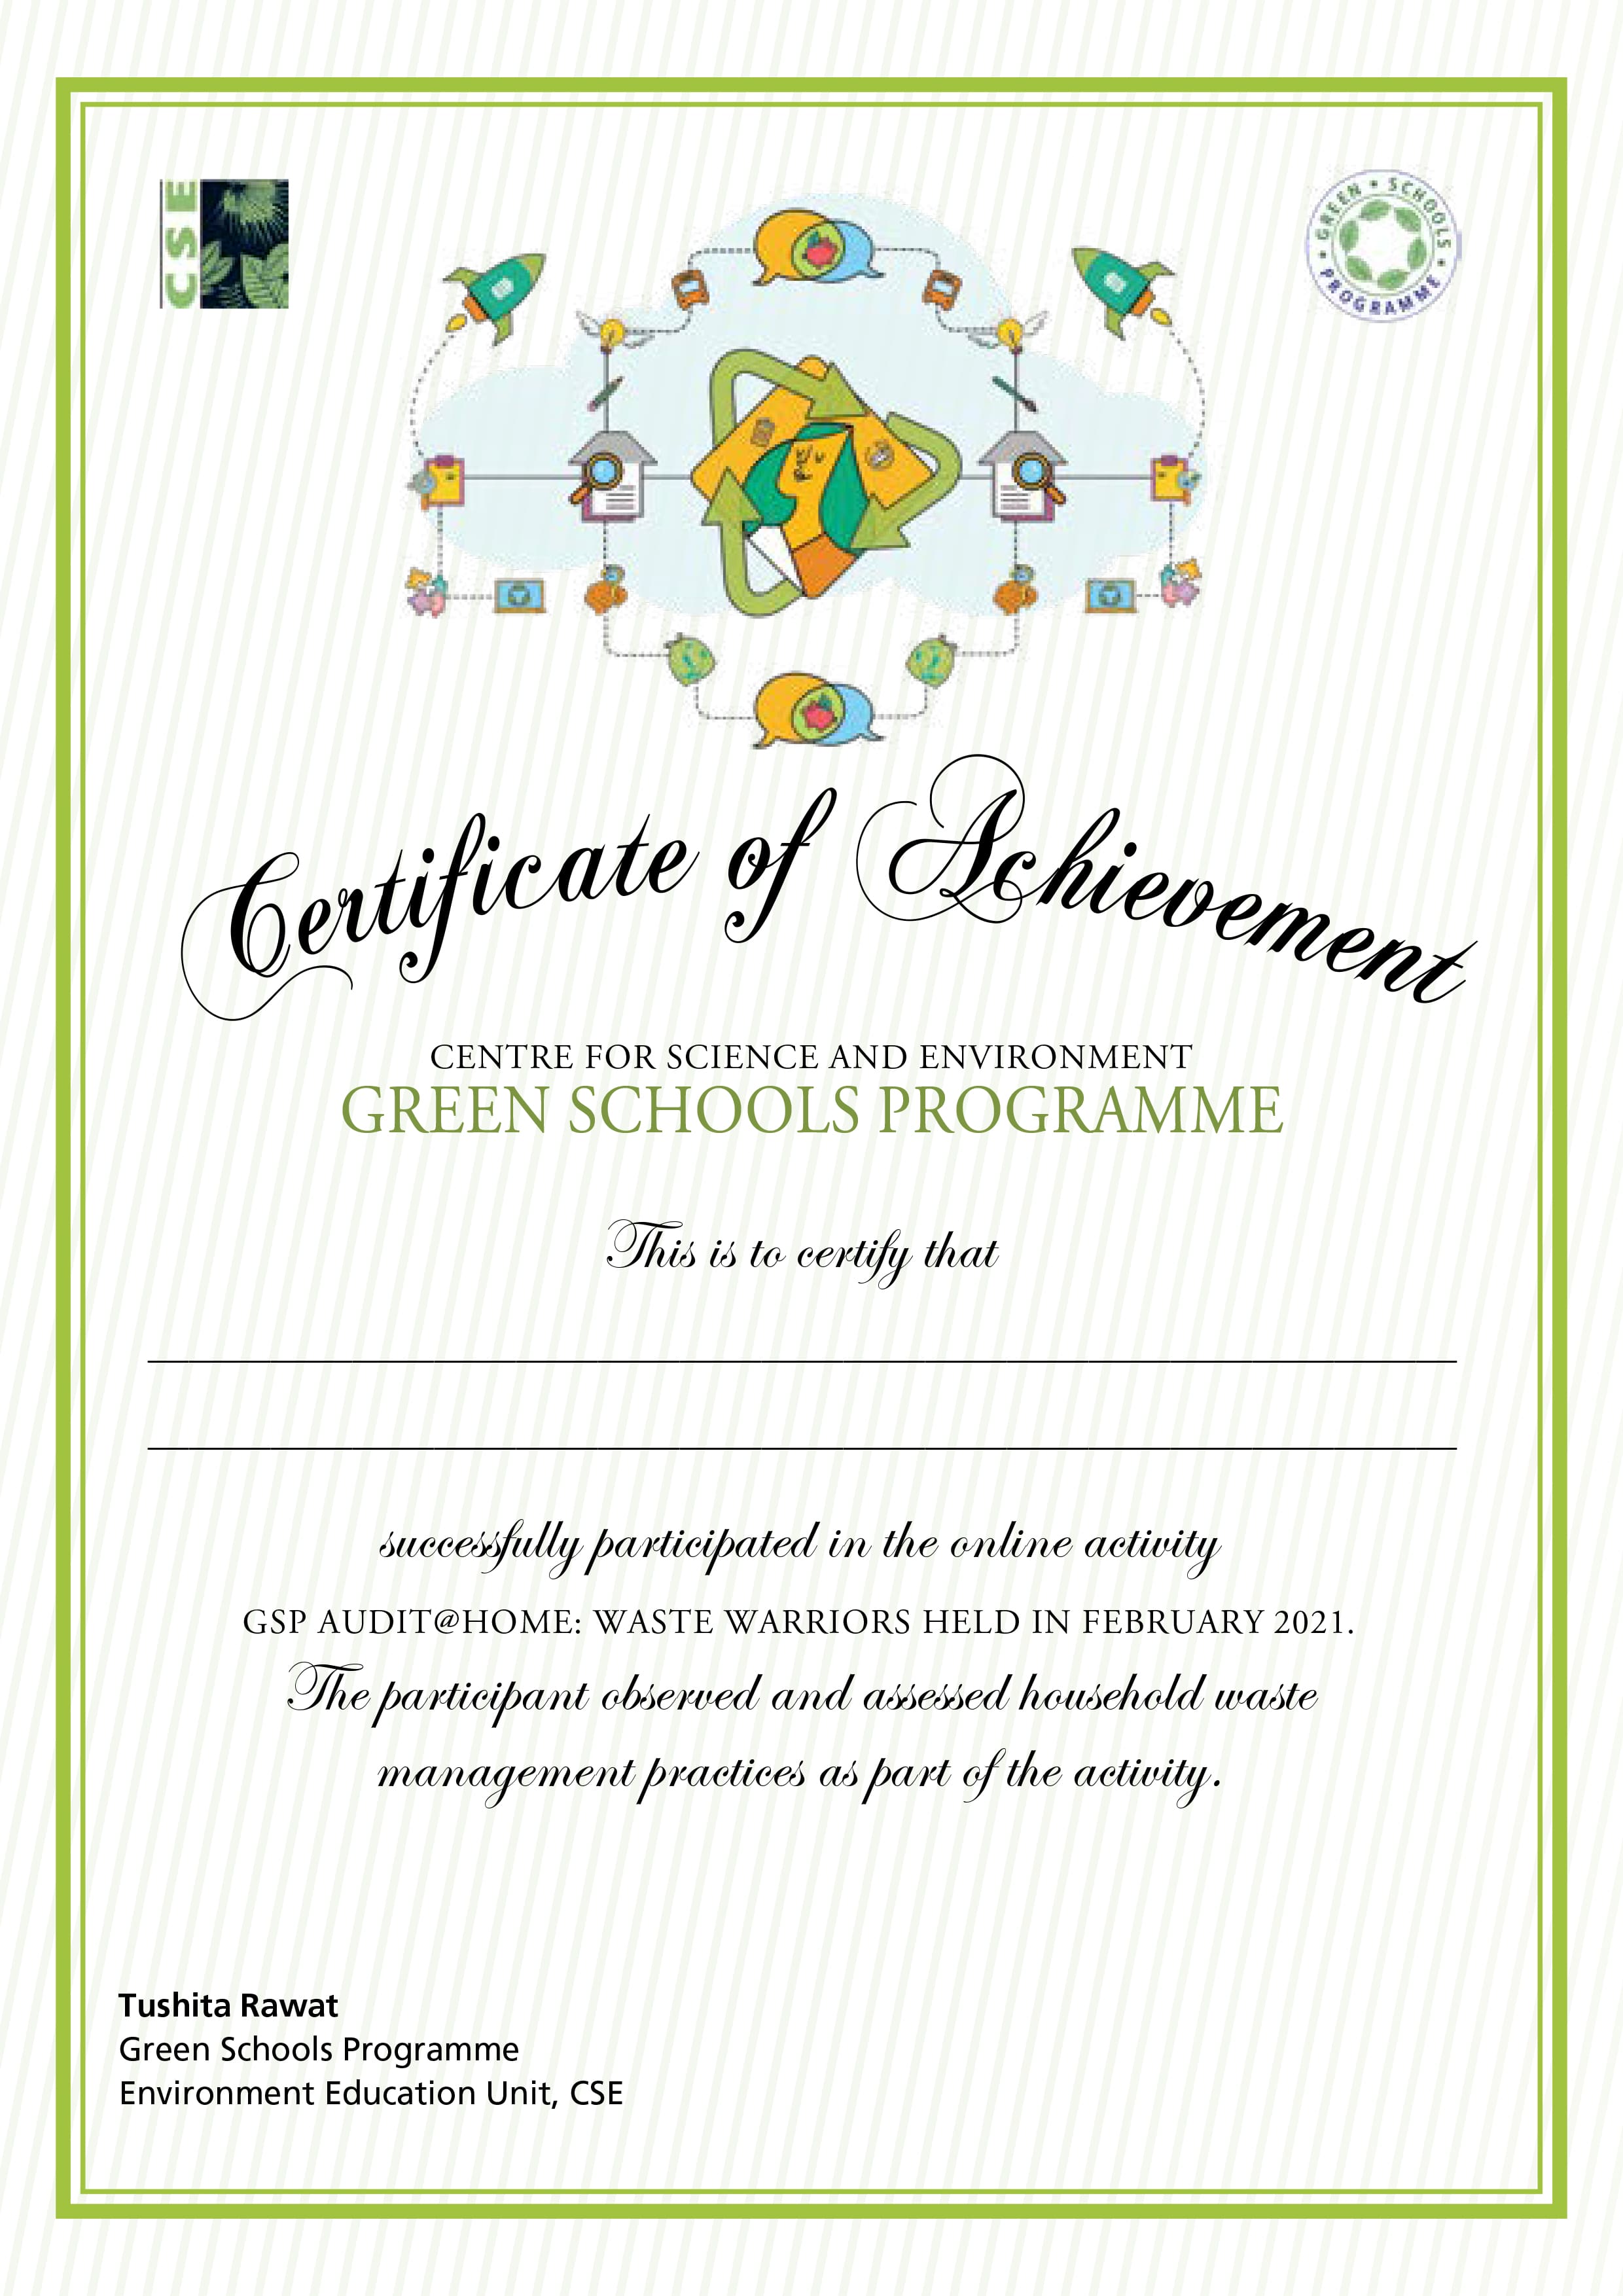 CSE
GREEN • SCHOOLS • PROGRAMME •
Certificate of Achievement
CENTRE FOR SCIENCE AND ENVIRONMENT
GREEN SCHOOLS PROGRAMME
This is to certify that
successfully participated in the online activity
GSP AUDIT@HOME: WASTE WARRIORS HELD IN FEBRUARY 2021.
The participant observed and assessed household waste
management practices as part of the activity.
Tushita Rawat
Green Schools Programme
Environment Education Unit, CSE